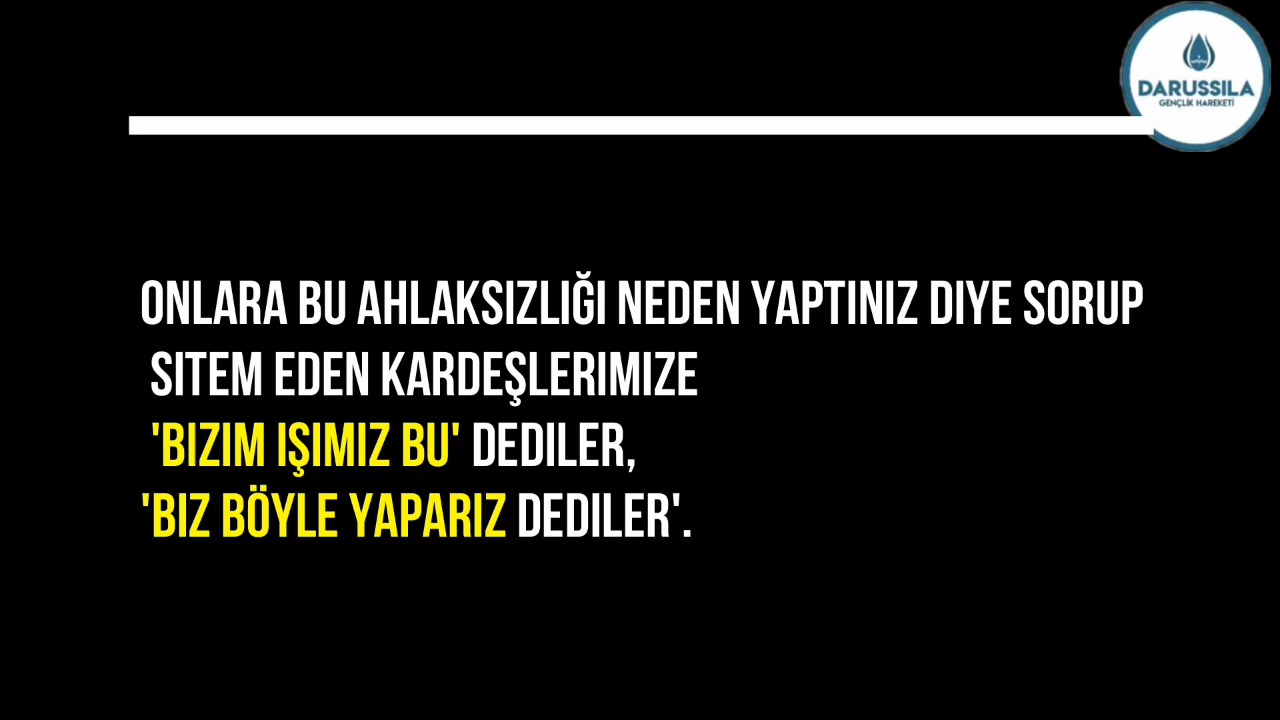 DARUSSILA
GENÇLİK HAREKETİ
ONLARA BU AHLAKSIZLIĞI NEDEN YAPTINIZ DIYE SORUP
SITEM EDEN KARDEŞLERIMIZE
'BIZIM IŞIMIZ BU' DEDILER,
'BIZ BÖYLE YAPARIZ DEDILER'.